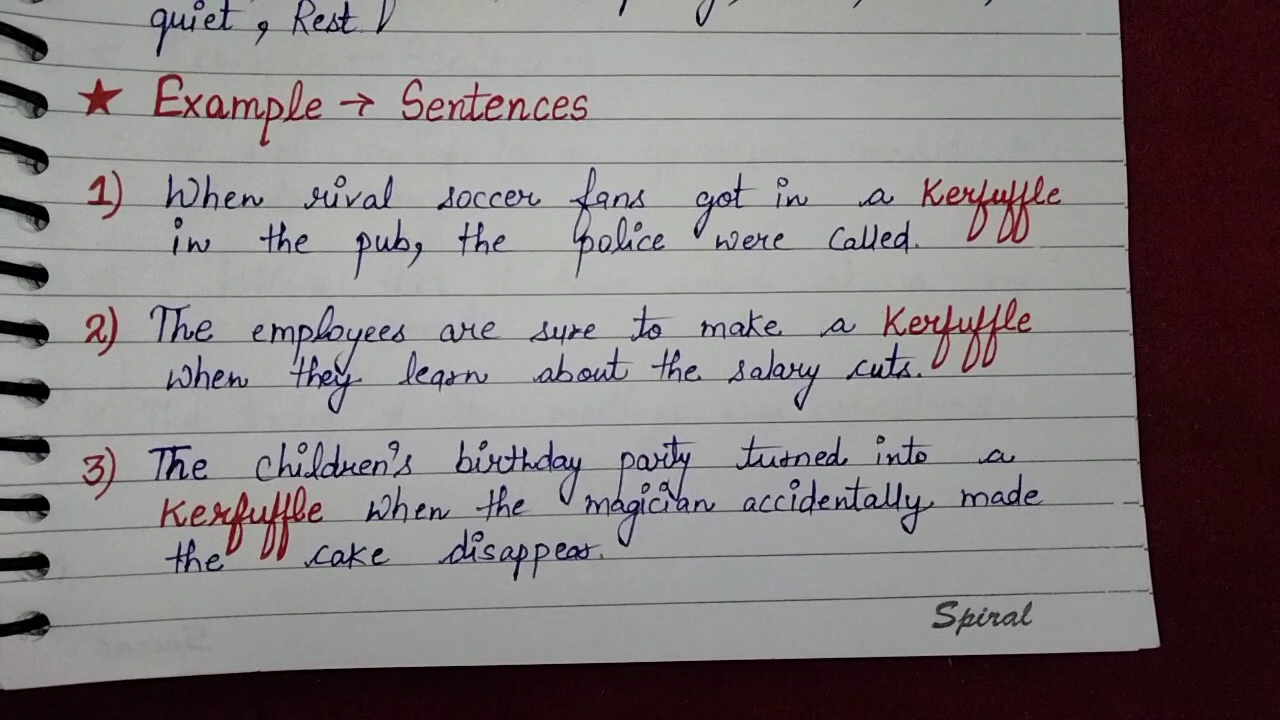 quiet, Rest
★ Example → Sentences
1) When rival soccer fans got in a Kerfuffle
in the pub, the police were called.
2) The employees are sure to make a Kerfuffle
when they learn about the salary cuts.
3) The children's birthday party turned into a
Kerfuffle when the magician accidentally made
the cake disappear.
Spiral